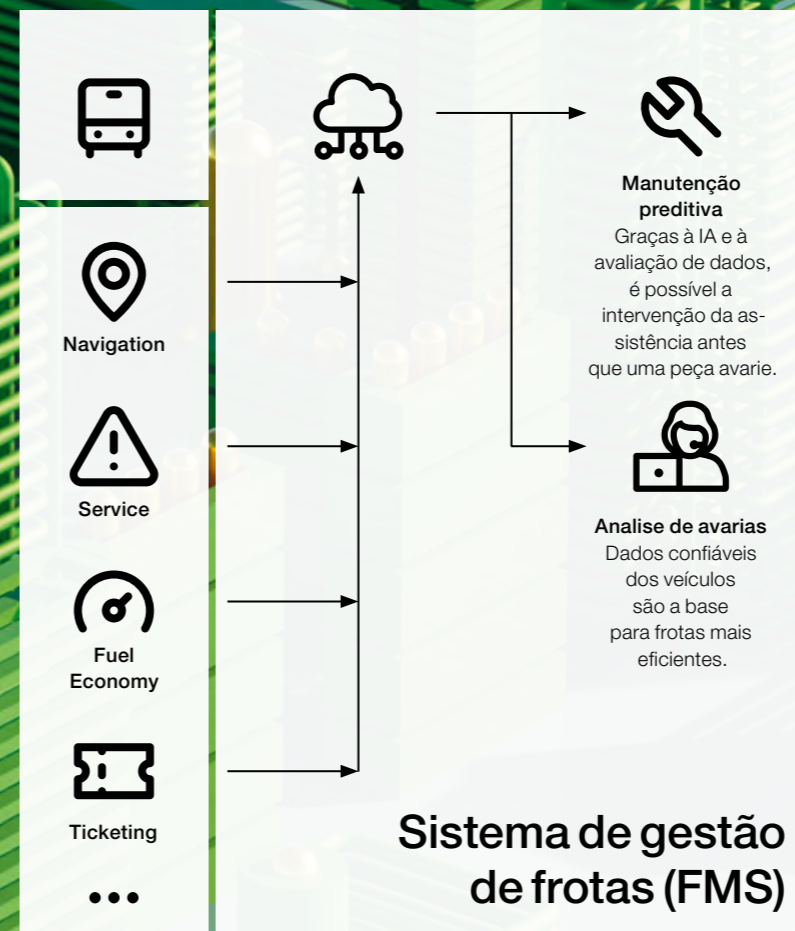 Navigation
Service
Fuel
Economy
Ticketing
Manutenção
preditiva
Graças à IA e à
avaliação de dados,
é possível a
intervenção da as-
sistência antes
que uma peça avarie.
Analise de avarias
Dados confiáveis
dos veículos
são a base
para frotas mais
eficientes.
Sistema de gestão
de frotas (FMS)